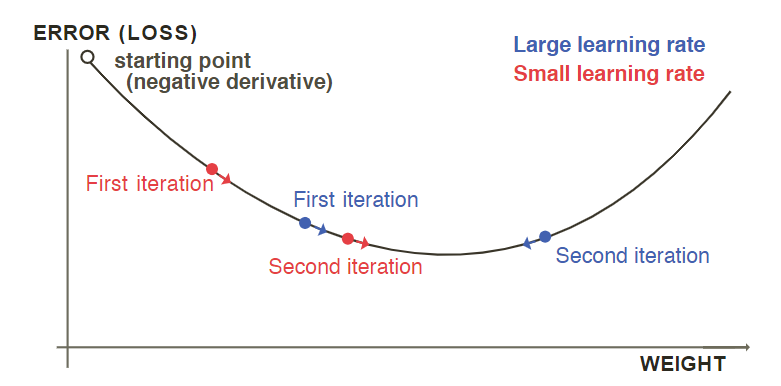 ERROR (LOSS)
starting point
(negative derivative)
Large learning rate
Small learning rate
First iteration
First iteration
Second iteration
Second iteration
WEIGHT